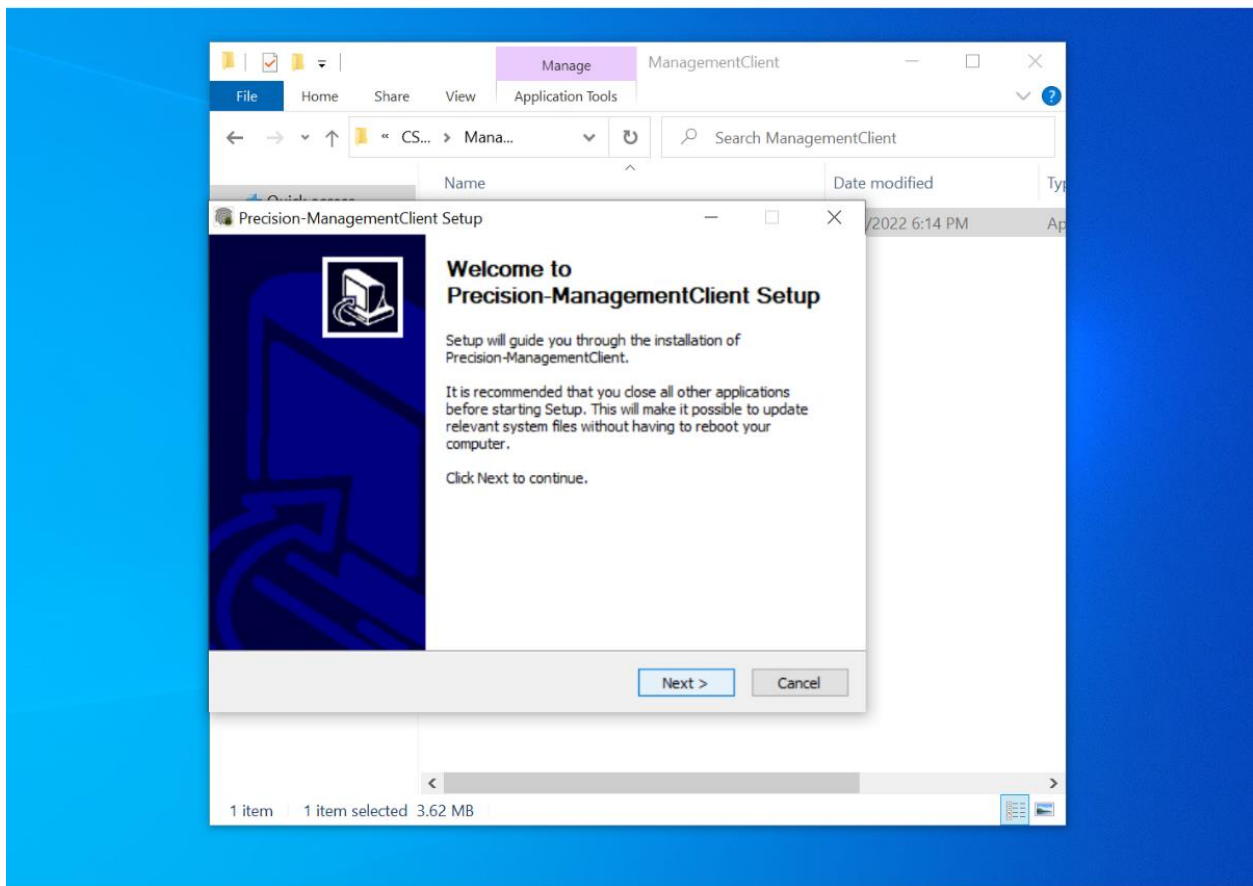 Manage
ManagementClient
File
Home
Share
View
Application Tools
« CS... > Mana...
Search ManagementClient
Name
Date modified
Quick access
Precision-ManagementClient Setup
/2022 6:14 PM
Welcome to
Precision-ManagementClient Setup
Setup will guide you through the installation of
Precision-ManagementClient.
It is recommended that you close all other applications
before starting Setup. This will make it possible to update
relevant system files without having to reboot your
computer.
Click Next to continue.
Next >
Cancel
1 item
1 item selected 3.62 MB